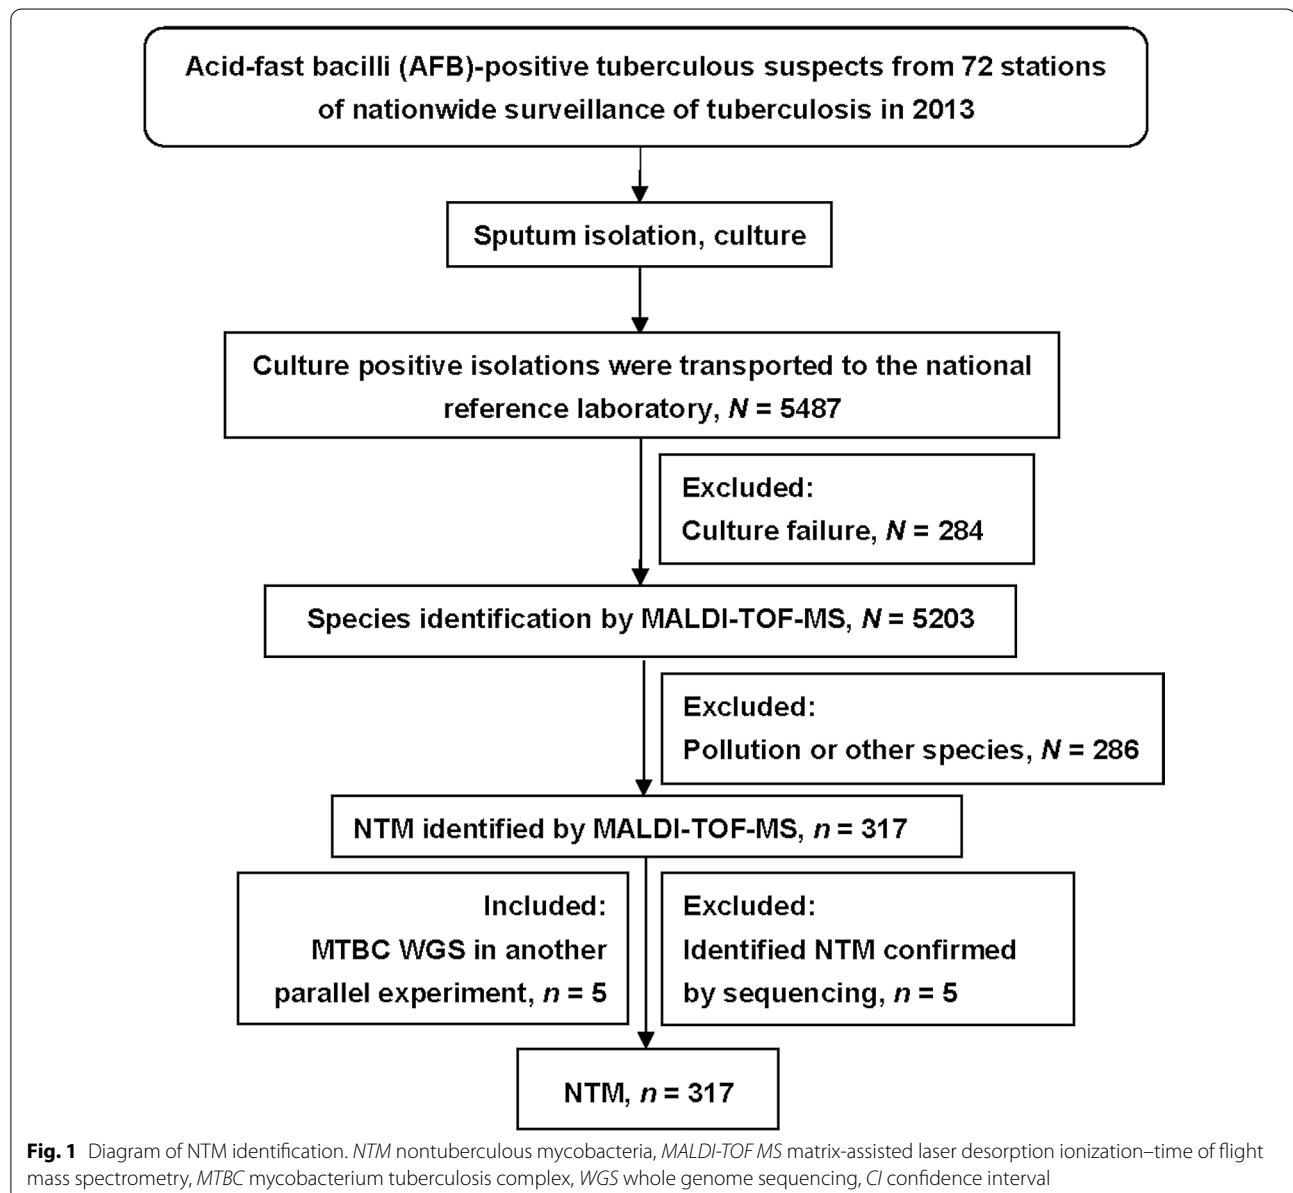 Acid-fast bacilli (AFB)-positive tuberculous suspects from 72 stations
of nationwide surveillance of tuberculosis in 2013
Sputum isolation, culture
Culture positive isolations were transported to the national
reference laboratory, N = 5487
Excluded:
Culture failure, N = 284
Species identification by MALDI-TOF-MS, N = 5203
Excluded:
Pollution or other species, N = 286
NTM identified by MALDI-TOF-MS, n = 317
Included:
MTBC WGS in another
parallel experiment, n = 5
Excluded:
Identified NTM confirmed
by sequencing, n = 5
NTM, n = 317
Fig. 1 Diagram of NTM identification. NTM nontuberculous mycobacteria, MALDI-TOF MS matrix-assisted laser desorption ionization–time of flight
mass spectrometry, MTBC mycobacterium tuberculosis complex, WGS whole genome sequencing, CI confidence interval